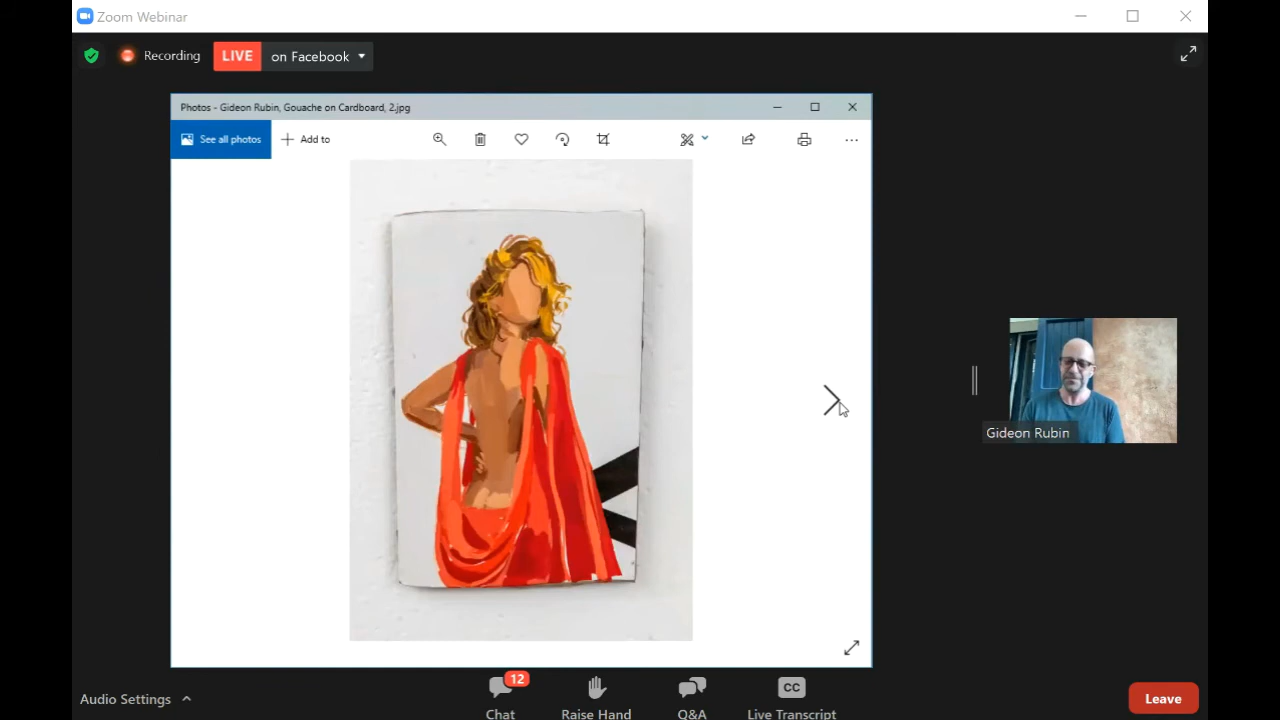 Zoom Webinar
Recording
LIVE
on Facebook
Photos - Gideon Rubin, Gouache on Cardboard, 2.jpg
See all photos
Add to
Gideon Rubin
Audio Settings
12
Chat
Raise Hand
Q&A
CC
Live Transcript
Leave